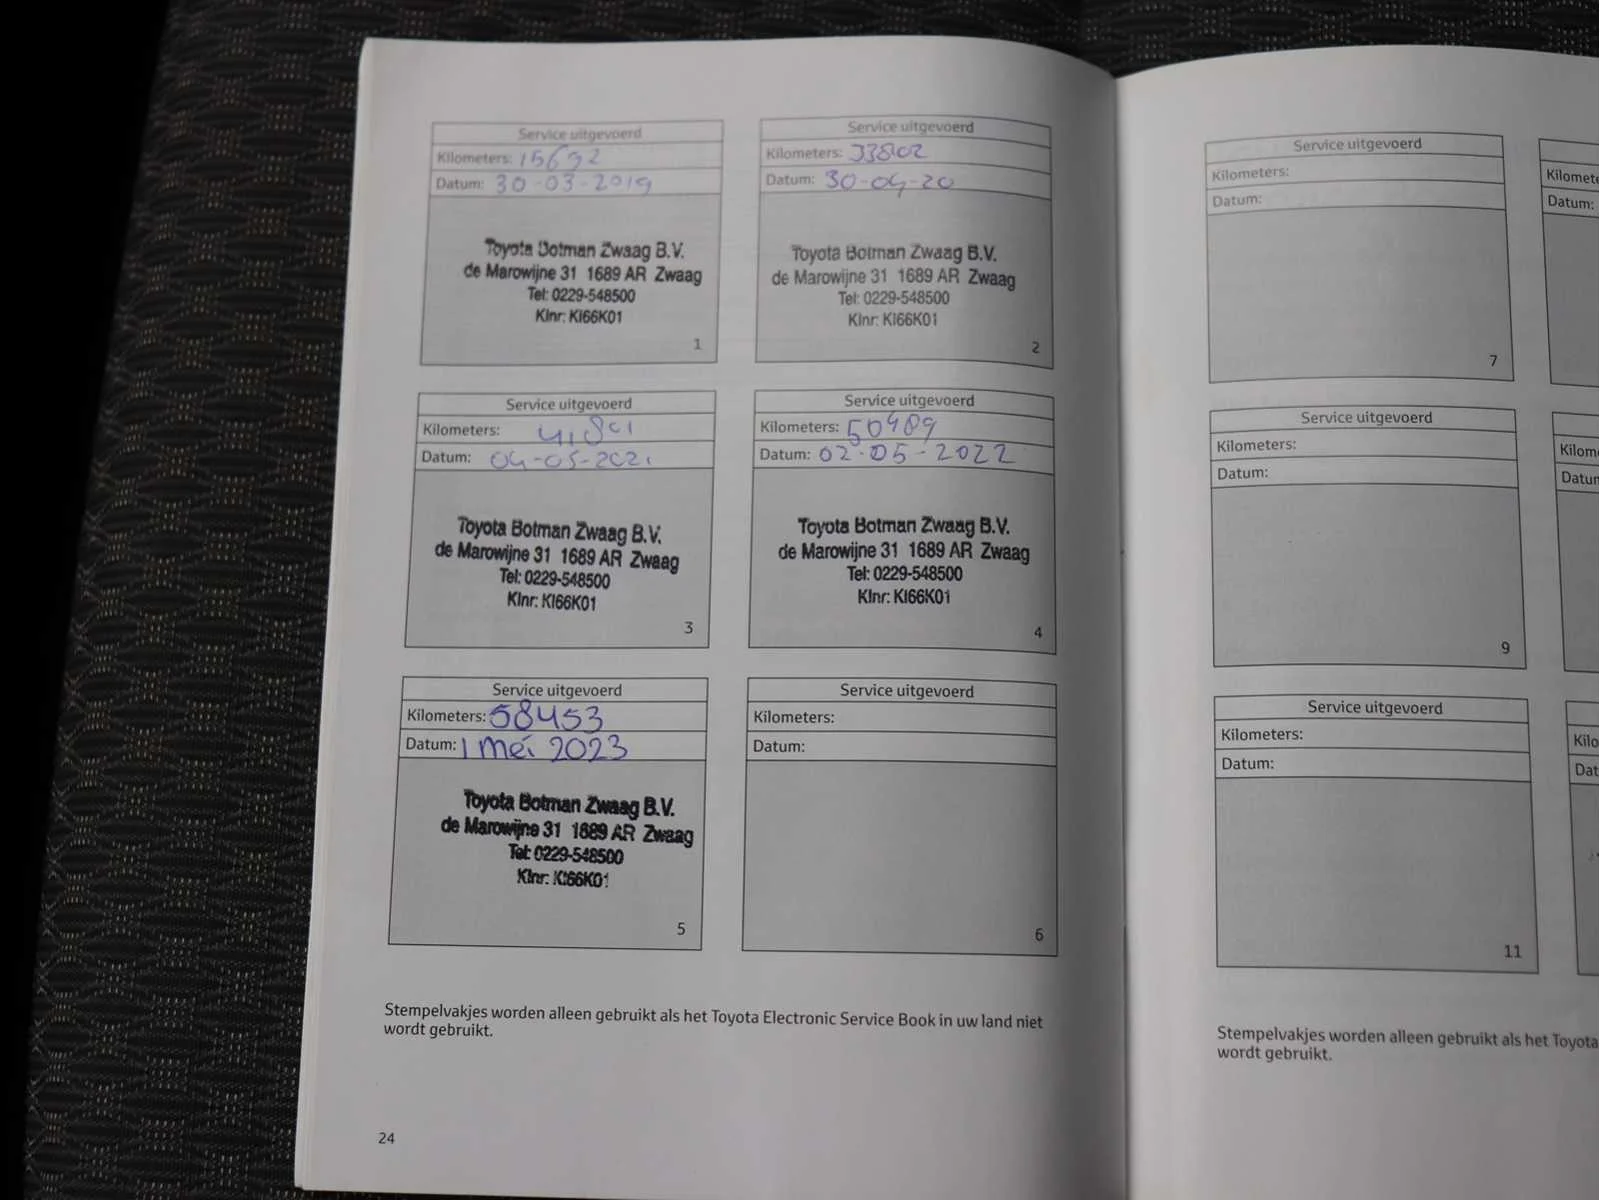 Service uitgevoerd
Kilometers: 15692
Datum: 30-03-2019
Toyota Botman Zwaag B.V.
de Marowijne 31 1689 AR Zwaag
Tel: 0229-548500
Klnr: KI66K01
1
Service uitgevoerd
Kilometers:
Datum: 30-04-20
Toyota Botman Zwaag B.V.
de Marowijne 31 1689 AR Zwaag
Tel: 0229-548500
Klnr: KI66K01
2
Service uitgevoerd
Kilometers:
Datum: 04-05-2021
Toyota Botman Zwaag B.V.
de Marowijne 31 1689 AR Zwaag
Tel: 0229-548500
Klnr: KI66K01
3
Service uitgevoerd
Kilometers: 50489
Datum: 02-05-2022
Toyota Botman Zwaag B.V.
de Marowijne 31 1689 AR Zwaag
Tel: 0229-548500
Klnr: KI66K01
4
Service uitgevoerd
Kilometers: 58453
Datum: 1 mei 2023
Toyota Botman Zwaag B.V.
de Marowijne 31 1689 AR Zwaag
Tel: 0229-548500
Klnr: KI66K01
5
Service uitgevoerd
Kilometers:
Datum:
6
Stempelvakjes worden alleen gebruikt als het Toyota Electronic Service Book in uw land niet
wordt gebruikt.
24
Service uitgevoerd
Kilometers:
Datum:
7
Kilomete
Datum:
Service uitgevoerd
Kilometers:
Datum:
9
Kilom
Datur
Service uitgevoerd
Kilometers:
Datum:
11
Kilo
Dat
Stempelvakjes worden alleen gebruikt als het Toyota
wordt gebruikt.